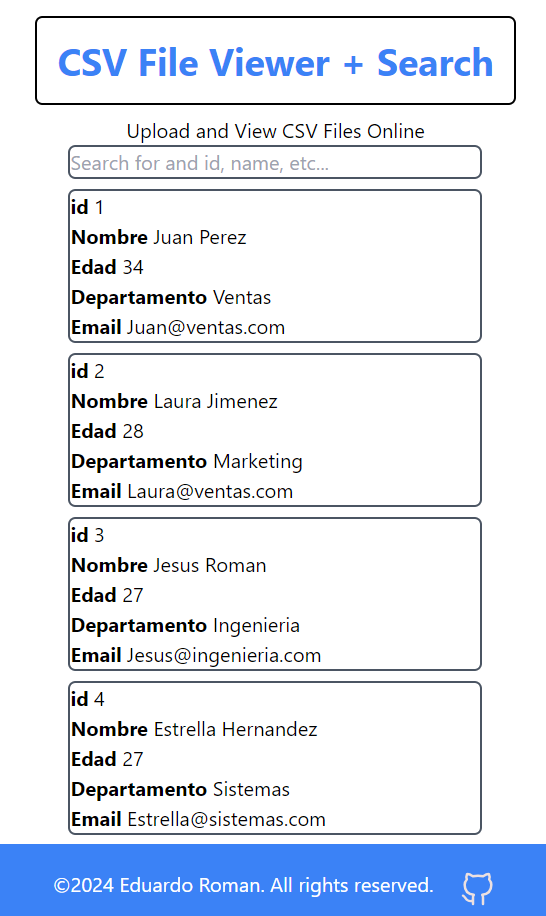 CSV File Viewer + Search
Upload and View CSV Files Online
Search for and id, name, etc...
id 1
Nombre Juan Perez
Edad 34
Departamento Ventas
Email Juan@ventas.com
id 2
Nombre Laura Jimenez
Edad 28
Departamento Marketing
Email Laura@ventas.com
id 3
Nombre Jesus Roman
Edad 27
Departamento Ingenieria
Email Jesus@ingenieria.com
id 4
Nombre Estrella Hernandez
Edad 27
Departamento Sistemas
Email Estrella@sistemas.com
©2024 Eduardo Roman. All rights reserved.